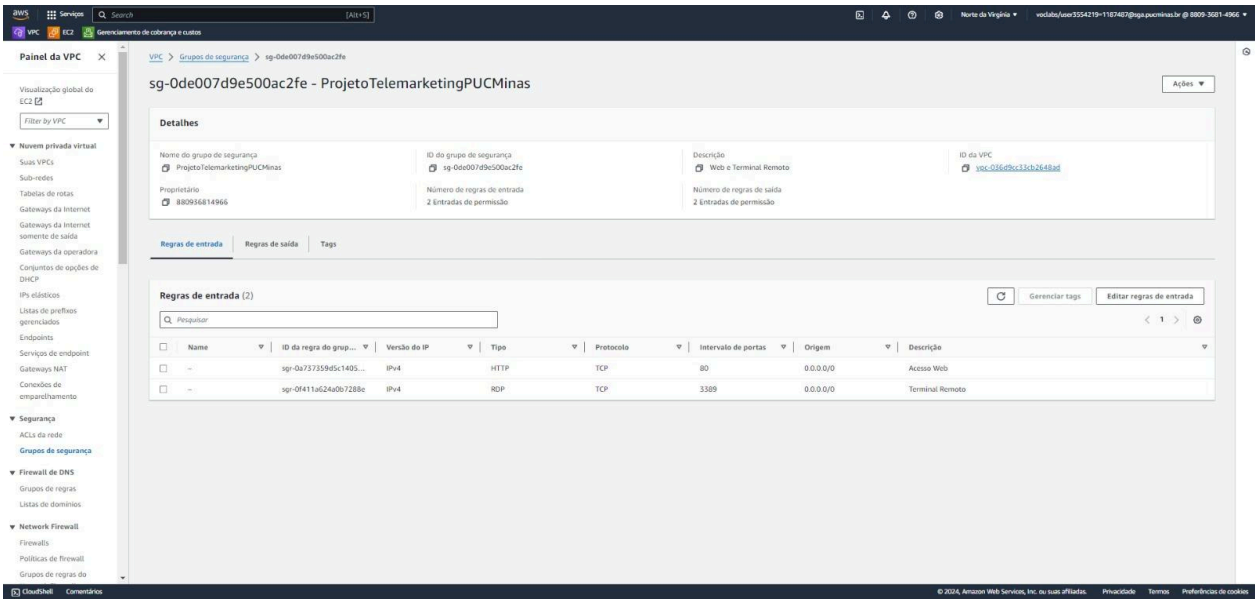 aws Serviços Search [Alt+S] Norte da Virgínia voclabs/user3554219=1187487@sga.pucminas.br @ 8809-3681-4966
VPC EC2 Gerenciamento de cobrança e custos
Painel da VPC
Visualização global do
EC2
Filter by VPC
Nuvem privada virtual
Suas VPCs
Sub-redes
Tabelas de rotas
Gateways da Internet
Gateways da Internet
somente de saída
Gateways da operadora
Conjuntos de opções de
DHCP
IPs elásticos
Listas de prefixos
gerenciados
Endpoints
Serviços de endpoint
Gateways NAT
Conexões de
emparelhamento
Segurança
ACLs da rede
Grupos de segurança
Firewall de DNS
Grupos de regras
Listas de domínios
Network Firewall
Firewalls
Políticas de firewall
Grupos de regras do
VPC > Grupos de segurança > sg-0de007d9e500ac2fe
sg-0de007d9e500ac2fe - ProjetoTelemarketingPUCMinas
Ações
Detalhes
Nome do grupo de segurança ID do grupo de segurança Descrição ID da VPC
ProjetoTelemarketingPUCMinas sg-0de007d9e500ac2fe Web e Terminal Remoto vpc-036d9cc33cb2648ad
Proprietário Número de regras de entrada Número de regras de saída
880936814966 2 Entradas de permissão 2 Entradas de permissão
Regras de entrada Regras de saída Tags
Regras de entrada (2) Gerenciar tags Editar regras de entrada
Pesquisar < 1 >
Name ID da regra do grup... Versão do IP Tipo Protocolo Intervalo de portas Origem Descrição
– sgr-0a737359d5c1405... IPv4 HTTP TCP 80 0.0.0.0/0 Acesso Web
– sgr-0f411a624a0b7288e IPv4 RDP TCP 3389 0.0.0.0/0 Terminal Remoto
CloudShell Comentários © 2024, Amazon Web Services, Inc. ou suas afiliadas. Privacidade Termos Preferências de cookies